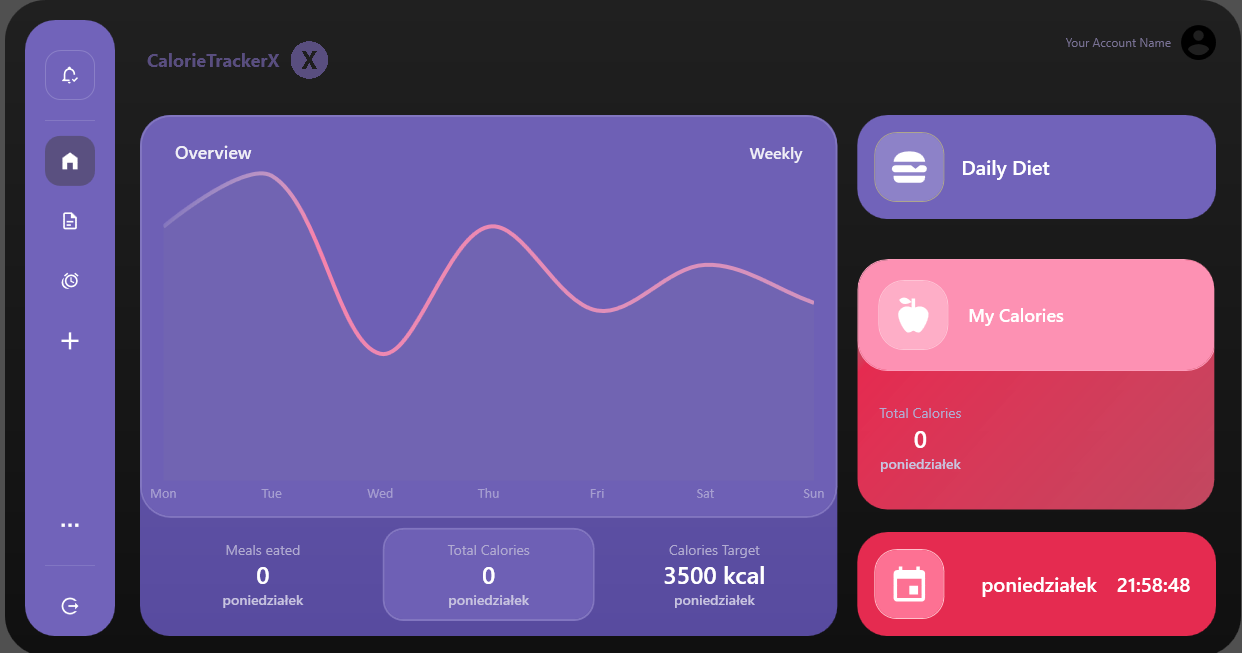 CalorieTrackerX X
Your Account Name
Overview
Weekly
Mon Tue Wed Thu Fri Sat Sun
Meals eated
0
poniedziałek
Total Calories
0
poniedziałek
Calories Target
3500 kcal
poniedziałek
Daily Diet
My Calories
Total Calories
0
poniedziałek
poniedziałek 21:58:48